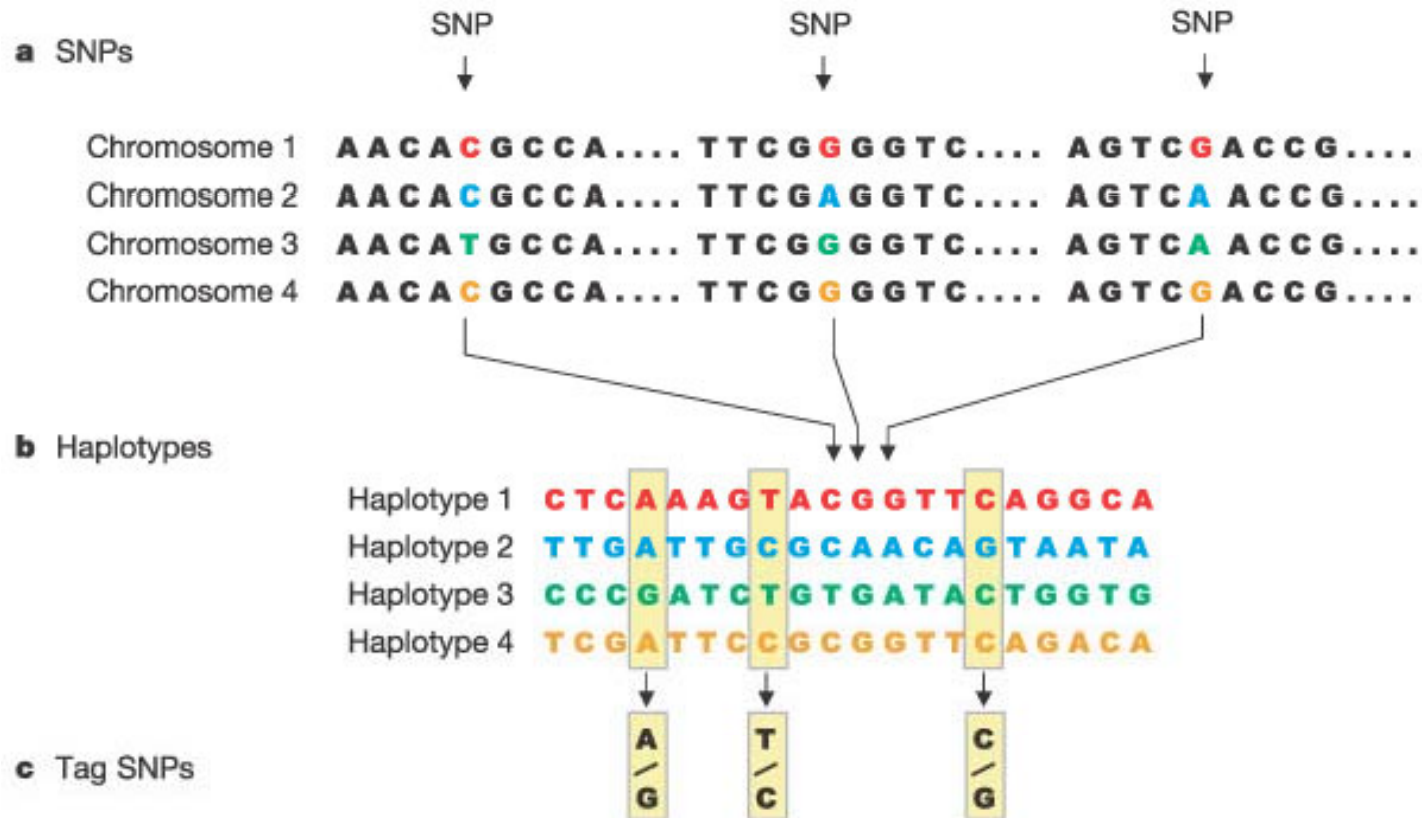 SNP SNP SNP
a SNPs
Chromosome 1 AACACGCCA.... TTCGGGGTC.... AGTCGACCG....
Chromosome 2 AACACGCCA.... TTCGAGGTC.... AGTCAACCG....
Chromosome 3 AACATGCCA.... TTCGGGGTC.... AGTCAACCG....
Chromosome 4 AACACGCCA.... TTCGGGGTC.... AGTCGACCG....
b Haplotypes
Haplotype 1 CTCAAAGTACGGTTCAGGCA
Haplotype 2 TTGATTGCGCAACAGTAATA
Haplotype 3 CCCGATCTGTGATACTGGTG
Haplotype 4 TCGATTCCGCGGTTCAGACA
c Tag SNPs
A/G T/C C/G